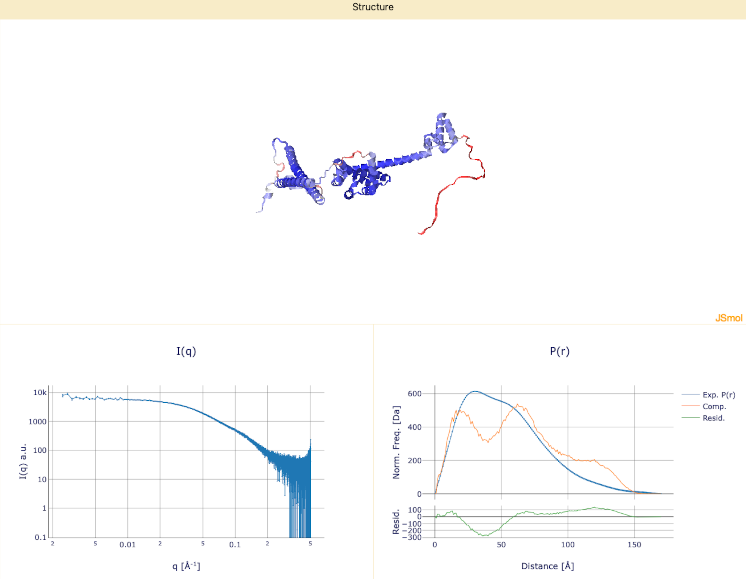 Structure
JSmol
I(q)
10k
1000
100
10
1
0.1
I(q) a.u.
2
5
0.01
2
5
0.1
2
5
q [Å⁻¹]
P(r)
600
400
200
0
Norm. Freq. [Da]
Exp. P(r)
Comp.
Resid.
100
0
−100
−200
−300
Resid.
0
50
100
150
Distance [Å]